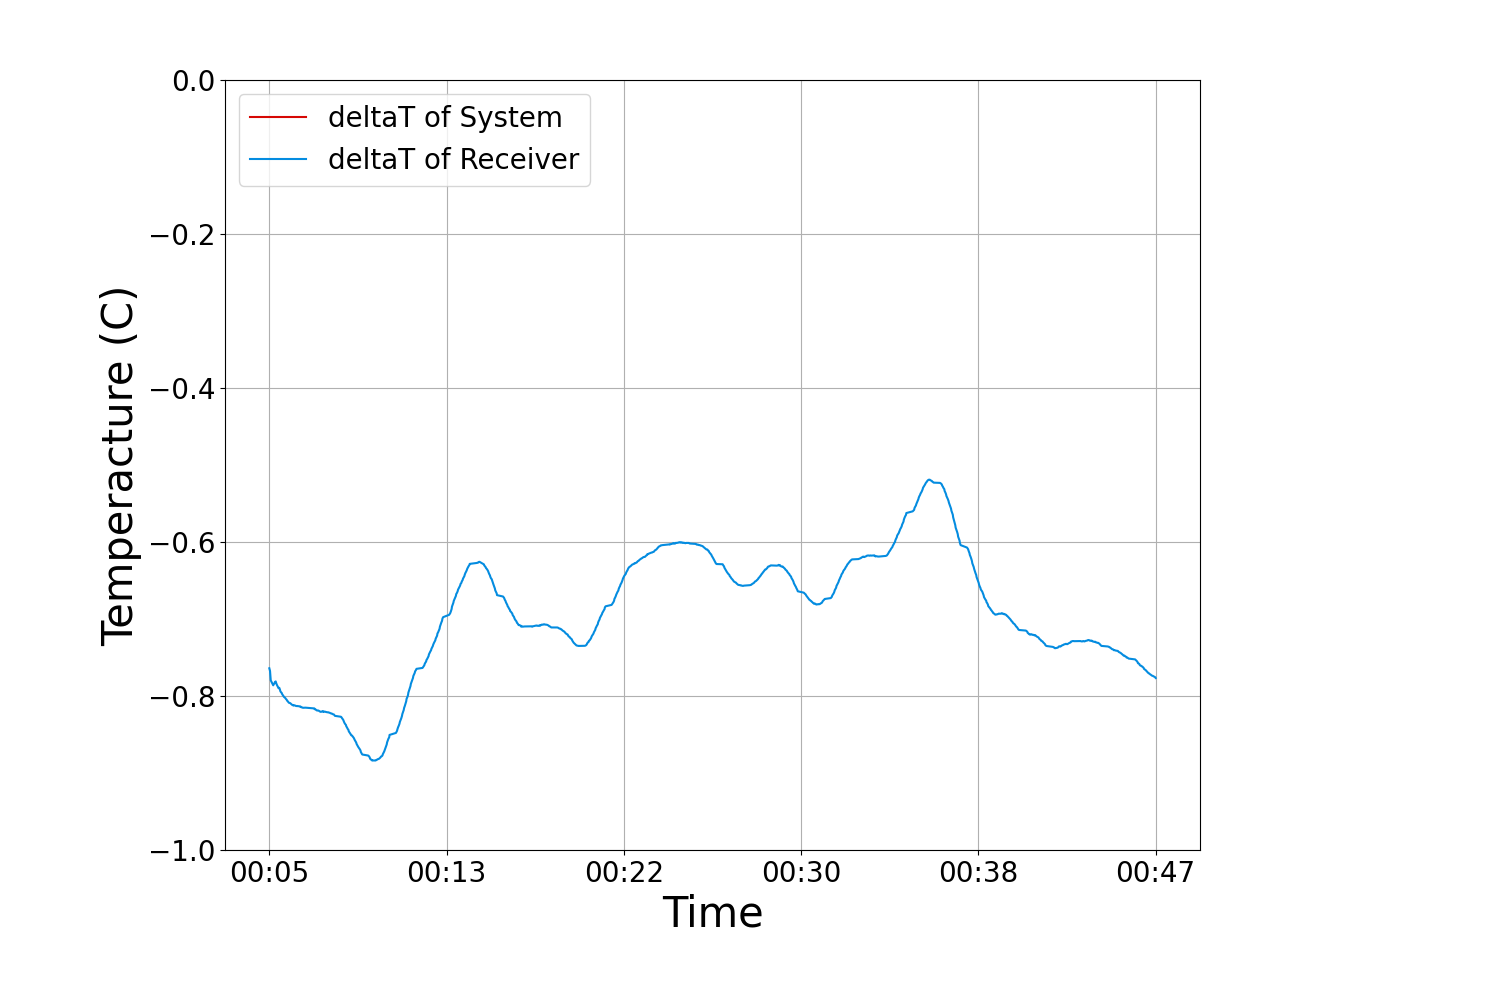 deltaT of System
deltaT of Receiver
0.0
−0.2
−0.4
−0.6
−0.8
−1.0
Temperacture (C)
00:05 00:13 00:22 00:30 00:38 00:47
Time